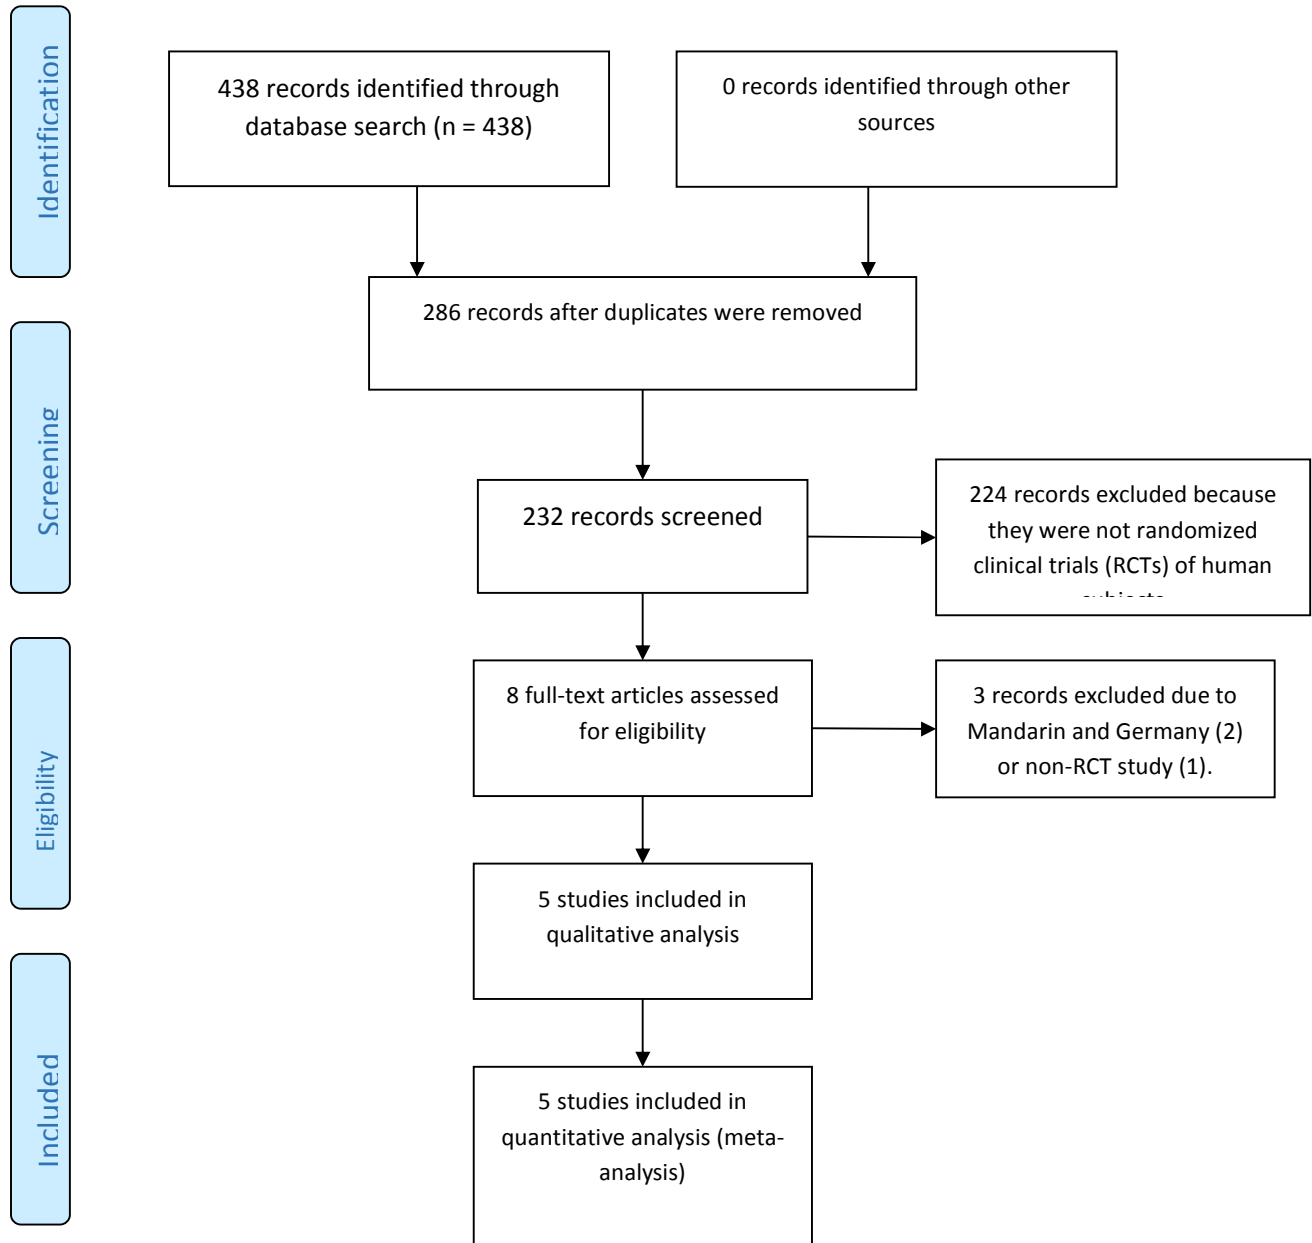 Identification
438 records identified through
database search (n = 438)
0 records identified through other
sources
286 records after duplicates were removed
Screening
232 records screened
224 records excluded because
they were not randomized
clinical trials (RCTs) of human
subjects
Eligibility
8 full-text articles assessed
for eligibility
3 records excluded due to
Mandarin and Germany (2)
or non-RCT study (1).
5 studies included in
qualitative analysis
Included
5 studies included in
quantitative analysis (meta-
analysis)